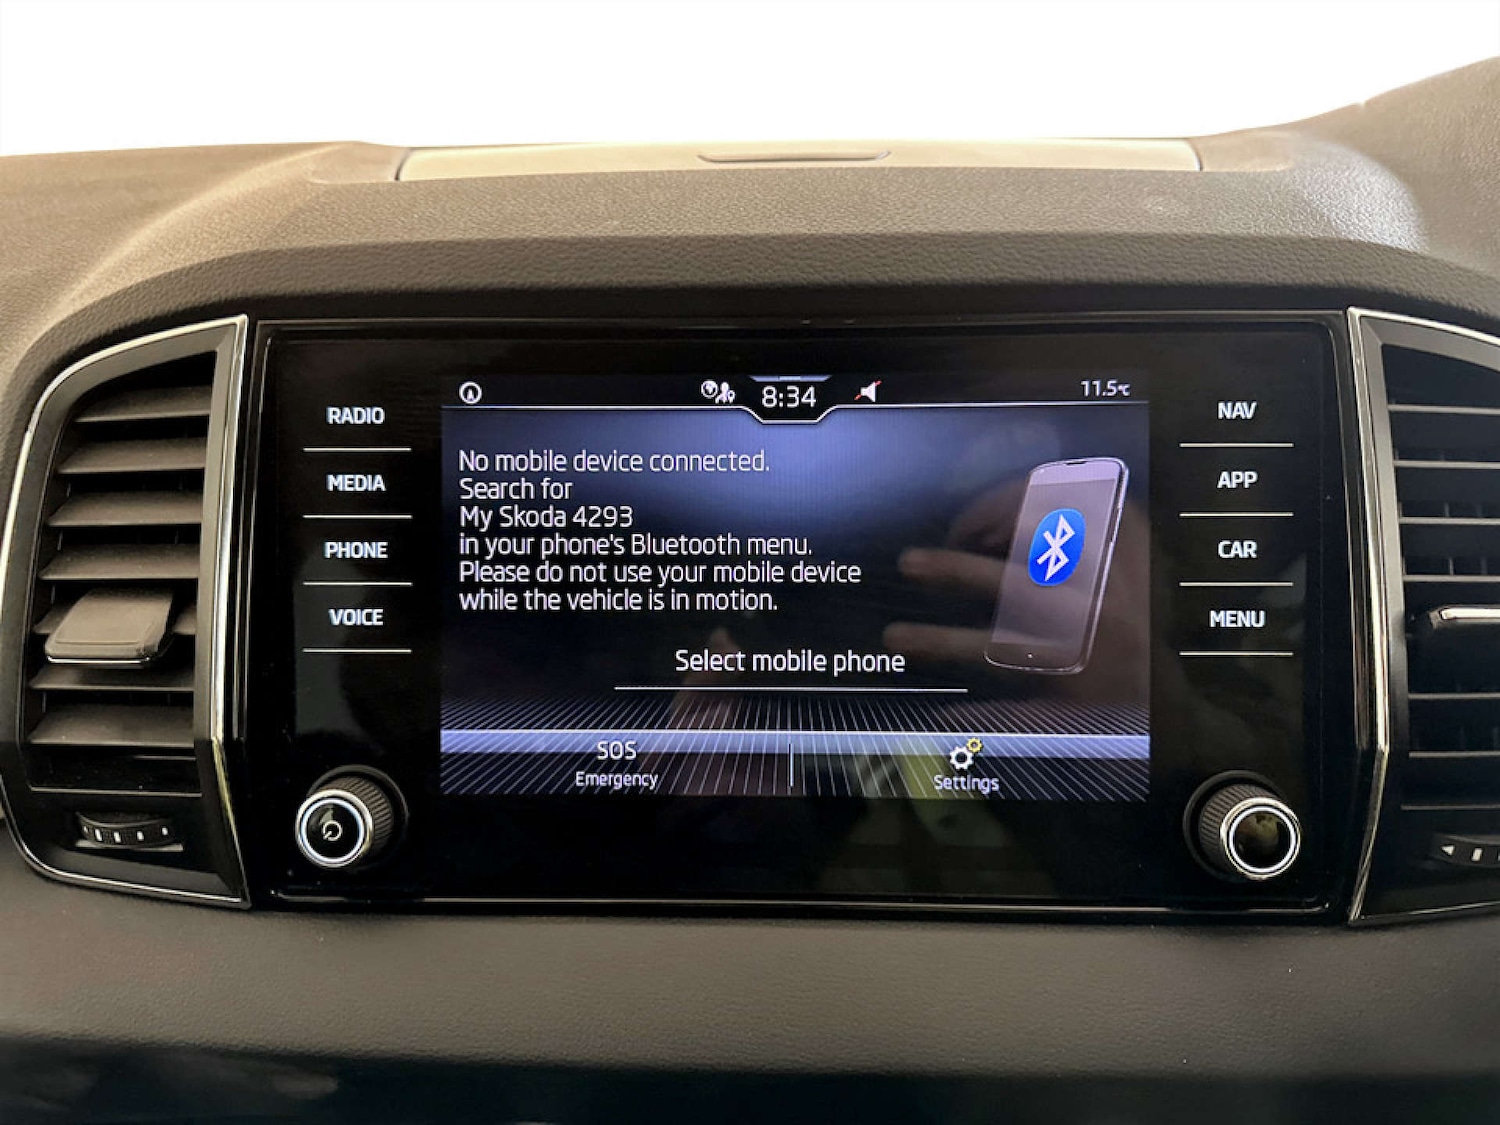 8:34
11.5°C
RADIO
MEDIA
PHONE
VOICE
No mobile device connected.
Search for
My Skoda 4293
in your phone's Bluetooth menu.
Please do not use your mobile device
while the vehicle is in motion.
Select mobile phone
SOS
Emergency
Settings
NAV
APP
CAR
MENU